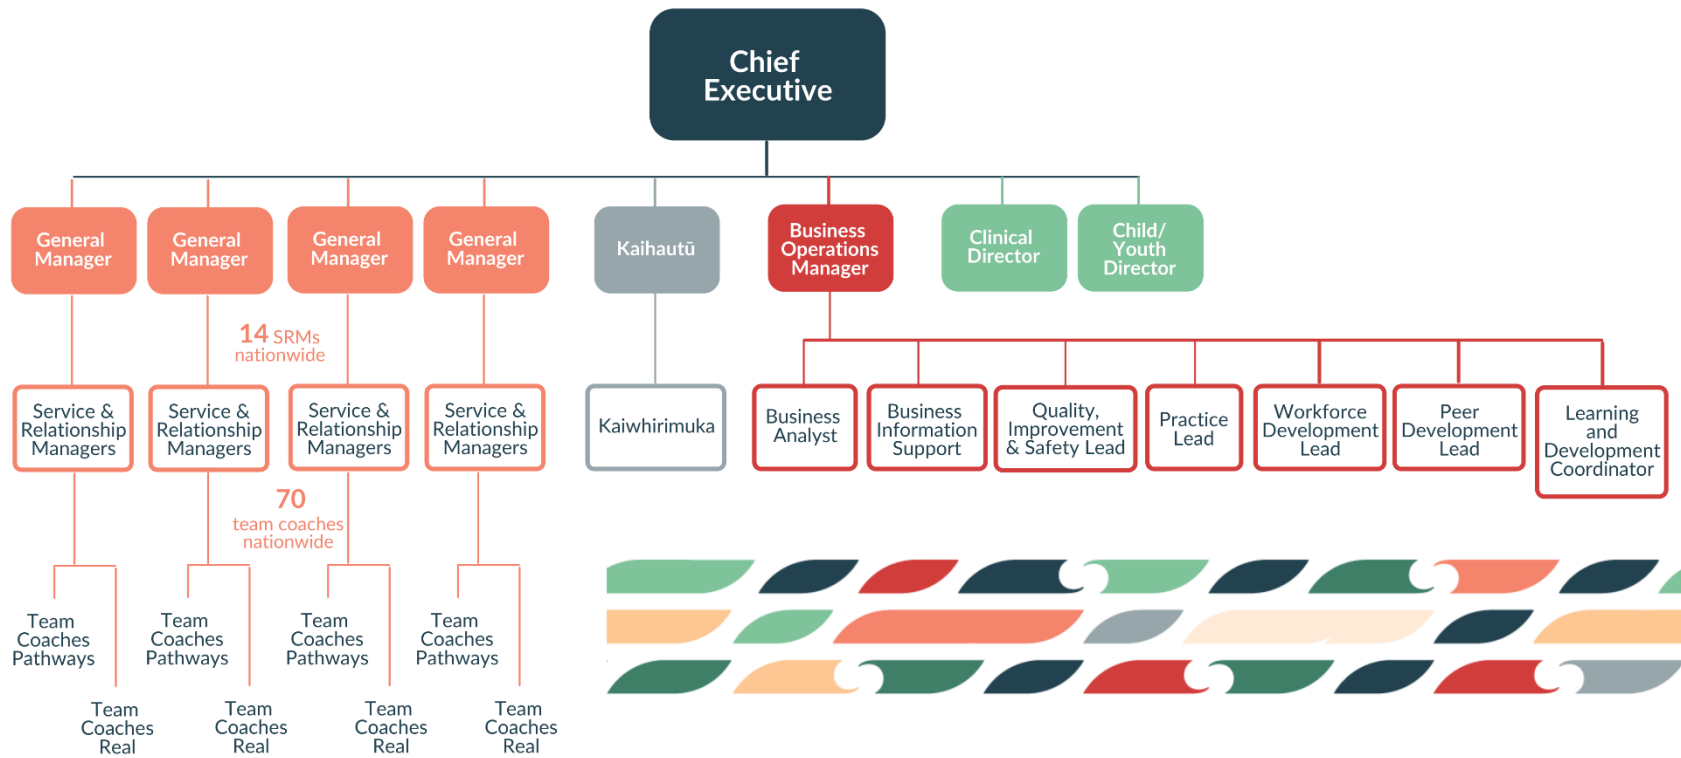 Chief
Executive
General
Manager
General
Manager
General
Manager
General
Manager
Kaihautū
Business
Operations
Manager
Clinical
Director
Child/
Youth
Director
14 SRMs
nationwide
Service &
Relationship
Managers
Service &
Relationship
Managers
Service &
Relationship
Managers
Service &
Relationship
Managers
Kaiwhirimuka
Business
Analyst
Business
Information
Support
Quality,
Improvement
& Safety Lead
Practice
Lead
Workforce
Development
Lead
Peer
Development
Lead
Learning
and
Development
Coordinator
70
team coaches
nationwide
Team
Coaches
Pathways
Team
Coaches
Pathways
Team
Coaches
Pathways
Team
Coaches
Pathways
Team
Coaches
Real
Team
Coaches
Real
Team
Coaches
Real
Team
Coaches
Real